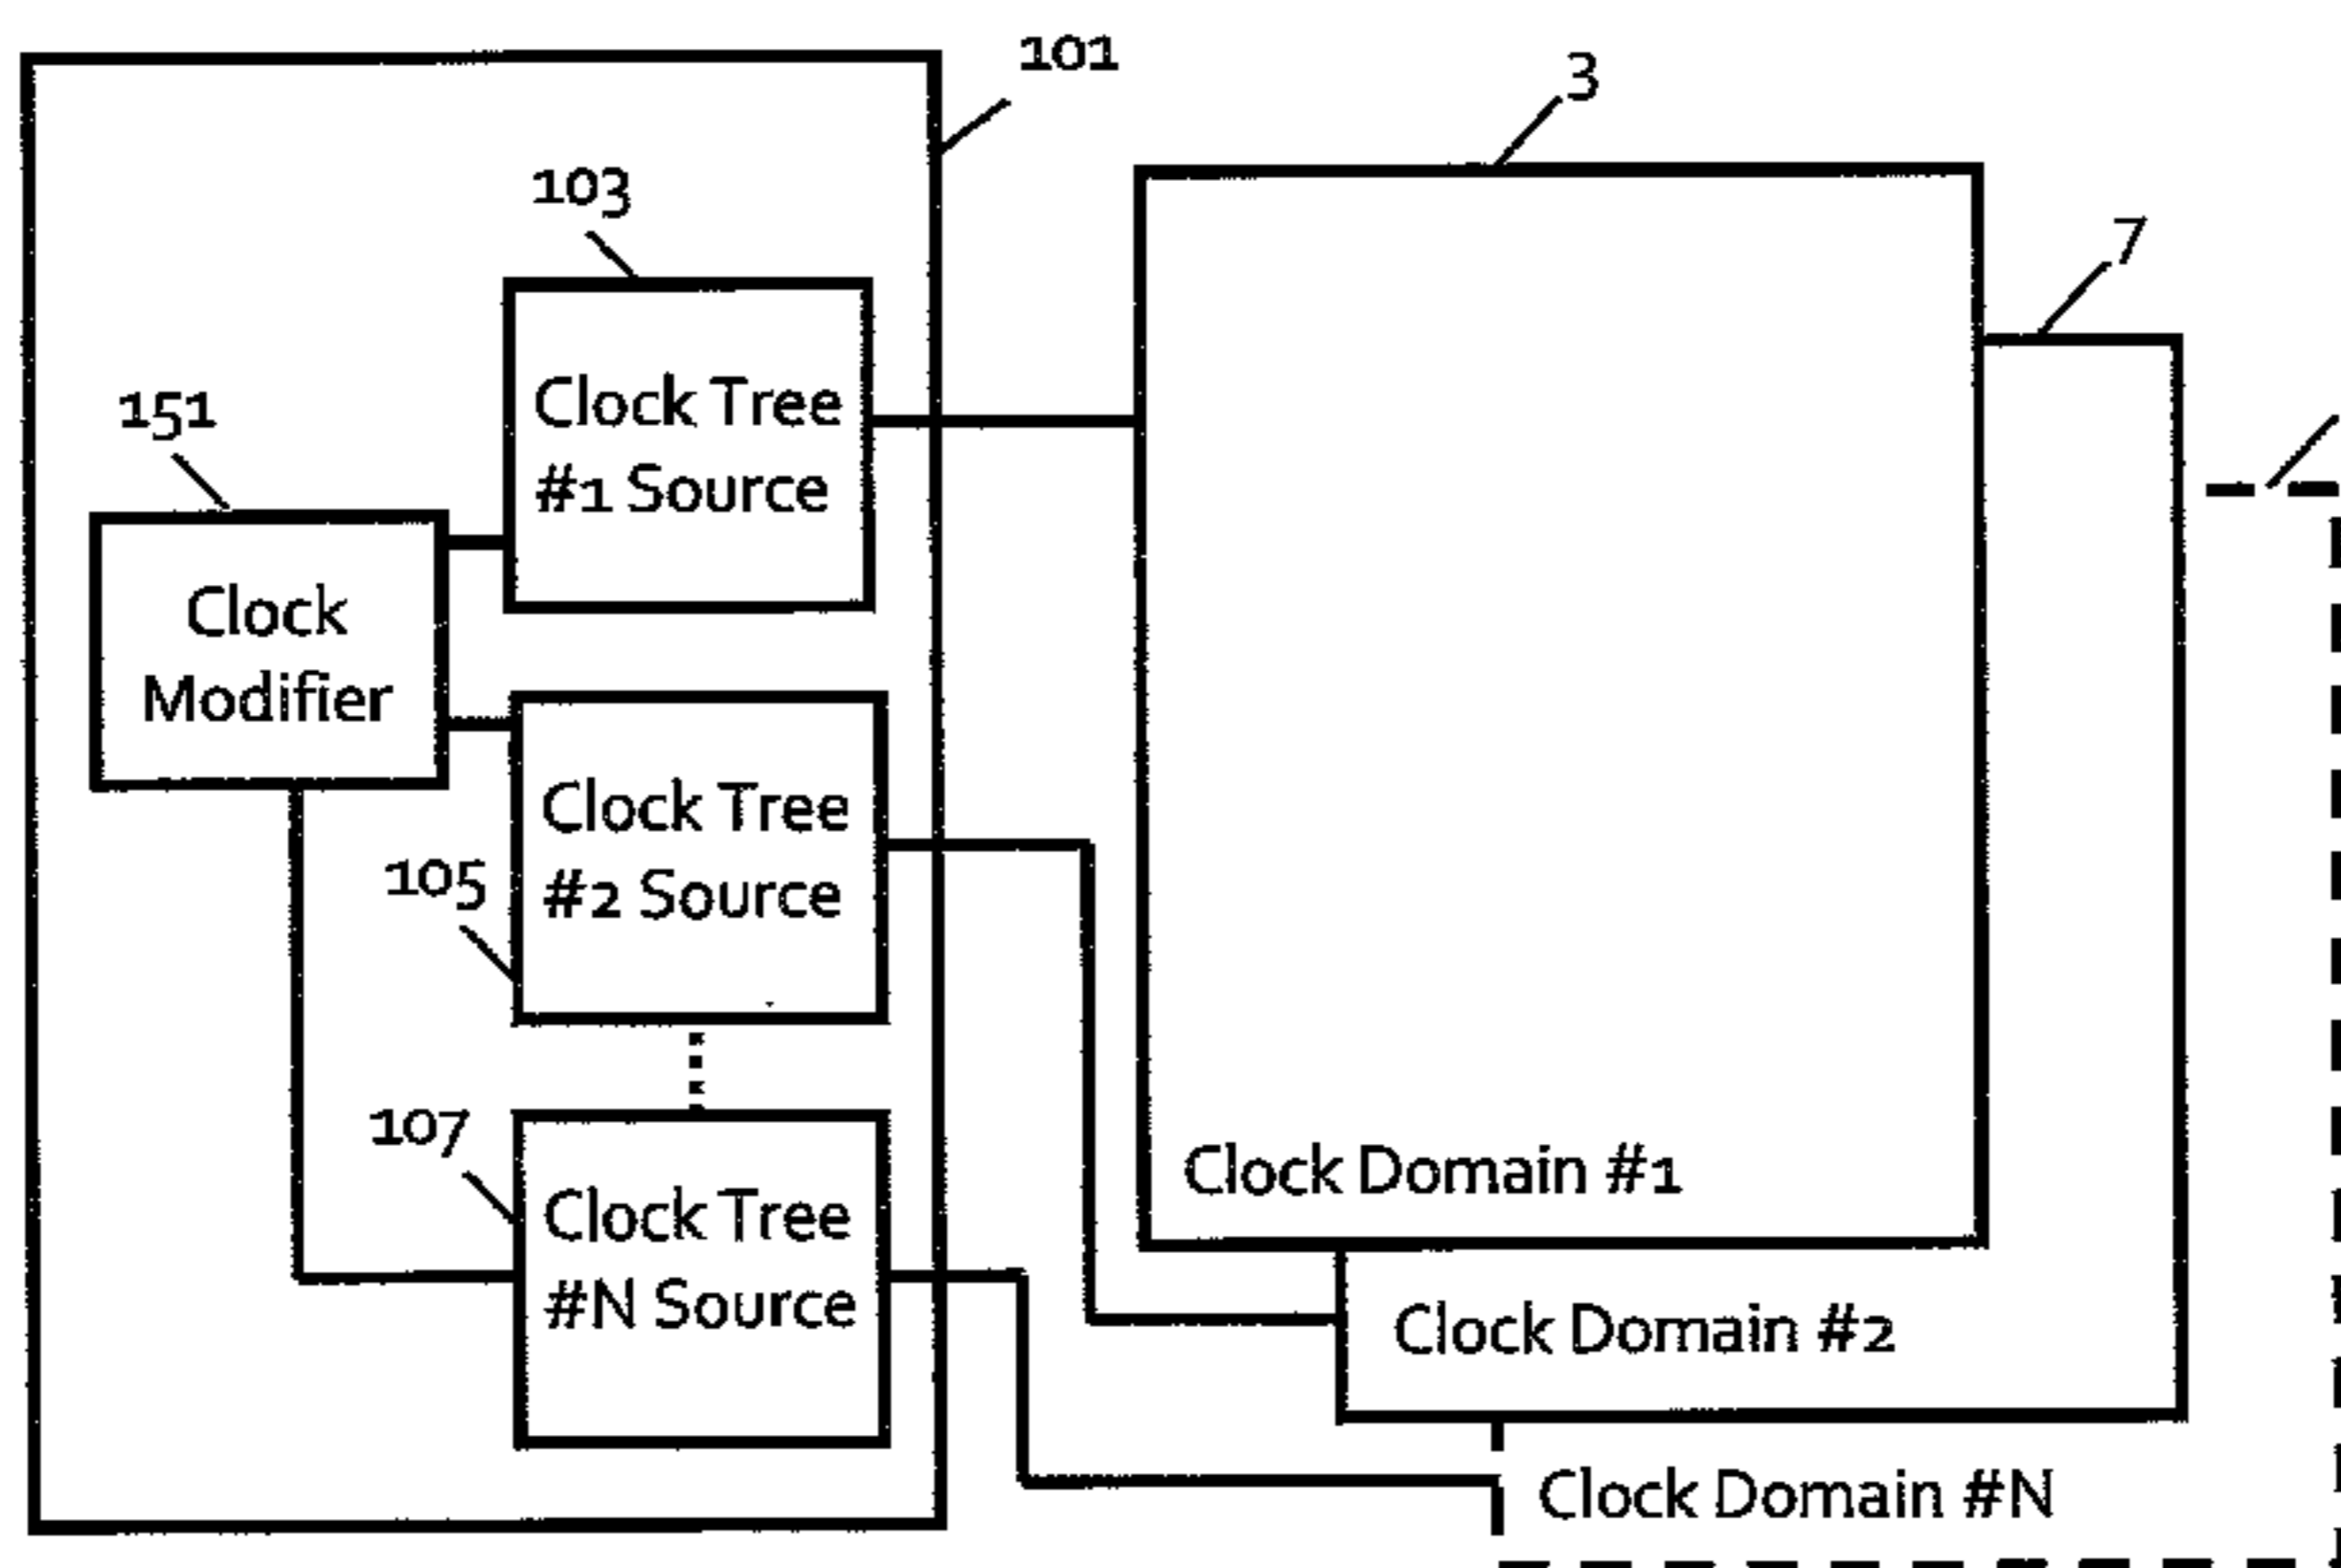 101
3
103
7
Clock Tree
#1 Source
151
Clock
Modifier
Clock Tree
#2 Source
105
107
Clock Tree
#N Source
Clock Domain #1
Clock Domain #2
Clock Domain #N